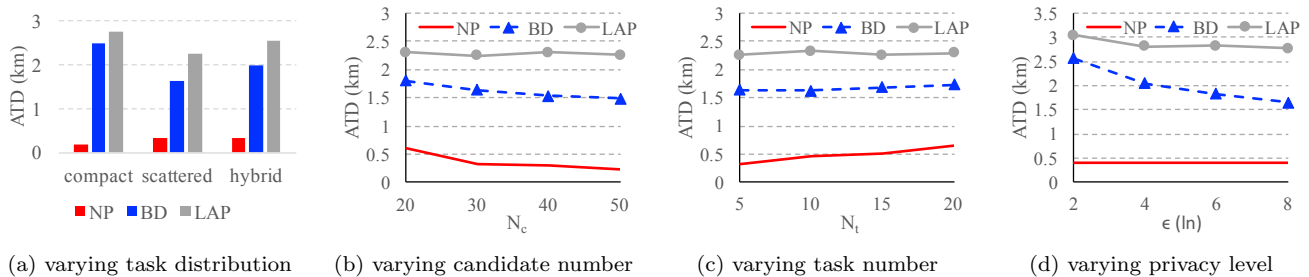 3
2
1
0
ATD (km)
compact scattered hybrid
NP BD LAP
(a) varying task distribution
NP BD LAP
3
2.5
2
1.5
1
0.5
0
ATD (km)
20 30 40 50
N_c
(b) varying candidate number
NP BD LAP
3
2.5
2
1.5
1
0.5
0
ATD (km)
5 10 15 20
N_t
(c) varying task number
NP BD LAP
3.5
3
2.5
2
1.5
1
0.5
0
ATD (km)
2 4 6 8
ϵ (ln)
(d) varying privacy level